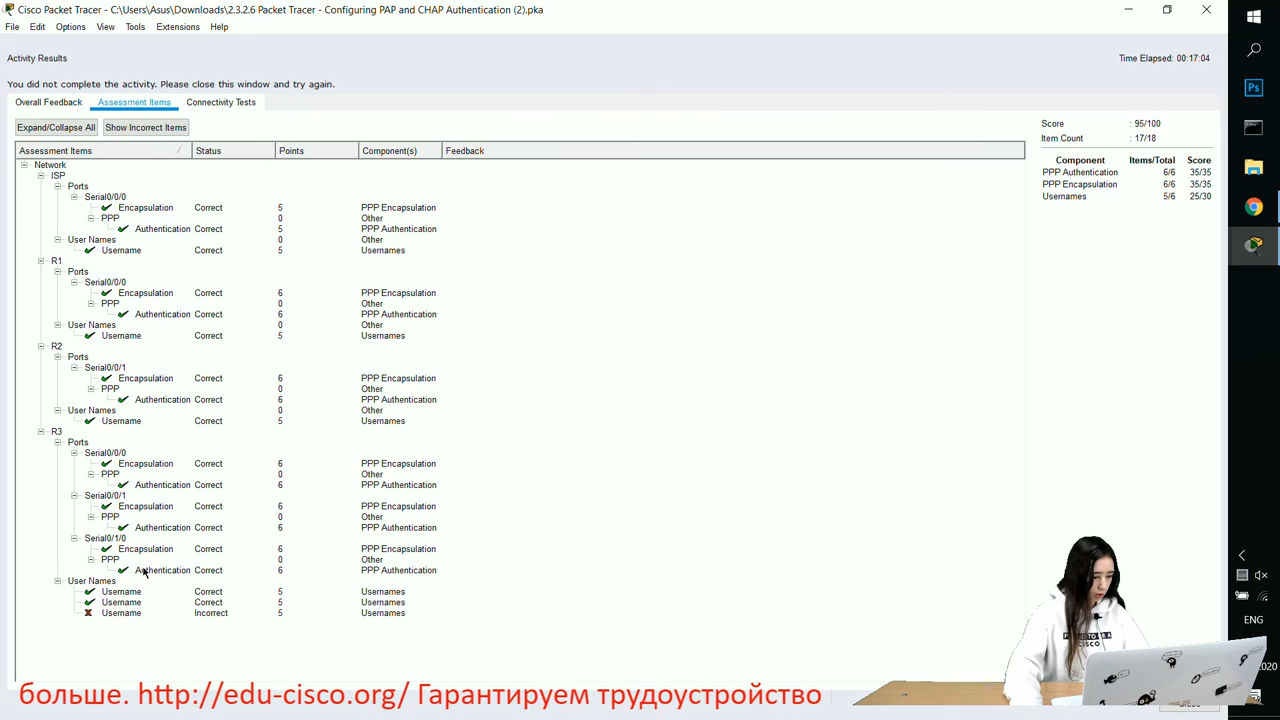 Cisco Packet Tracer - C:\Users\Asus\Downloads\2.3.2.6 Packet Tracer - Configuring PAP and CHAP Authentication (2).pka
File Edit Options View Tools Extensions Help
Activity Results
Time Elapsed: 00:17:04
You did not complete the activity. Please close this window and try again.
Overall Feedback Assessment Items Connectivity Tests
Expand/Collapse All Show Incorrect Items
Score : 95/100
Item Count : 17/18
Component Items/Total Score
PPP Authentication 6/6 35/35
PPP Encapsulation 6/6 35/35
Usernames 5/6 25/30
Assessment Items Status Points Component(s) Feedback
Network
ISP
Ports
Serial0/0/0
Encapsulation Correct 5 PPP Encapsulation
PPP 0 Other
Authentication Correct 5 PPP Authentication
User Names 0 Other
Username Correct 5 Usernames
R1
Ports
Serial0/0/0
Encapsulation Correct 6 PPP Encapsulation
PPP 0 Other
Authentication Correct 6 PPP Authentication
User Names 0 Other
Username Correct 5 Usernames
R2
Ports
Serial0/0/1
Encapsulation Correct 6 PPP Encapsulation
PPP 0 Other
Authentication Correct 6 PPP Authentication
User Names 0 Other
Username Correct 5 Usernames
R3
Ports
Serial0/0/0
Encapsulation Correct 6 PPP Encapsulation
PPP 0 Other
Authentication Correct 6 PPP Authentication
Serial0/0/1
Encapsulation Correct 6 PPP Encapsulation
PPP 0 Other
Authentication Correct 6 PPP Authentication
Serial0/1/0
Encapsulation Correct 6 PPP Encapsulation
PPP 0 Other
Authentication Correct 6 PPP Authentication
User Names 0 Other
Username Correct 5 Usernames
Username Correct 5 Usernames
Username Incorrect 5 Usernames
Ps
ENG
CISCO
больше. http://edu-cisco.org/ Гарантируем трудоустройство